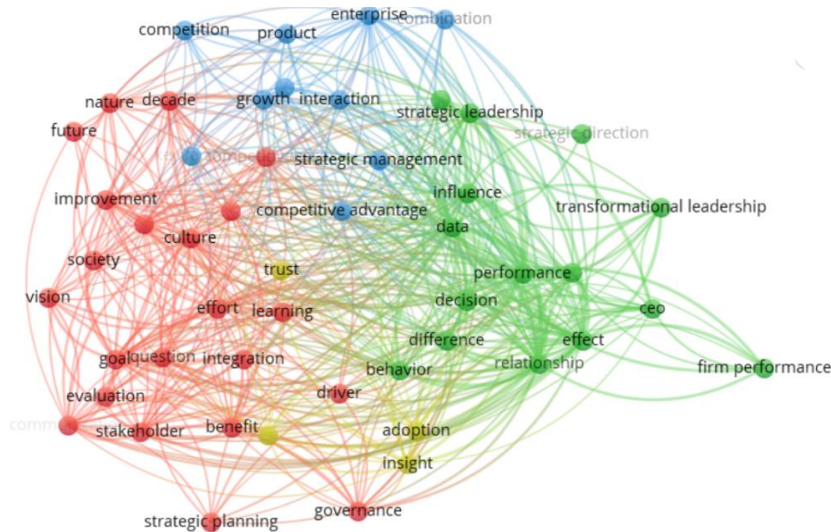 enterprise
combination
competition
product
growth
interaction
nature
decade
strategic leadership
future
strategic direction
strategic management
improvement
influence
transformational leadership
competitive advantage
data
culture
society
trust
performance
vision
effort
learning
decision
ceo
difference
effect
goal
question
integration
relationship
behavior
firm performance
evaluation
driver
stakeholder
benefit
adoption
insight
governance
strategic planning